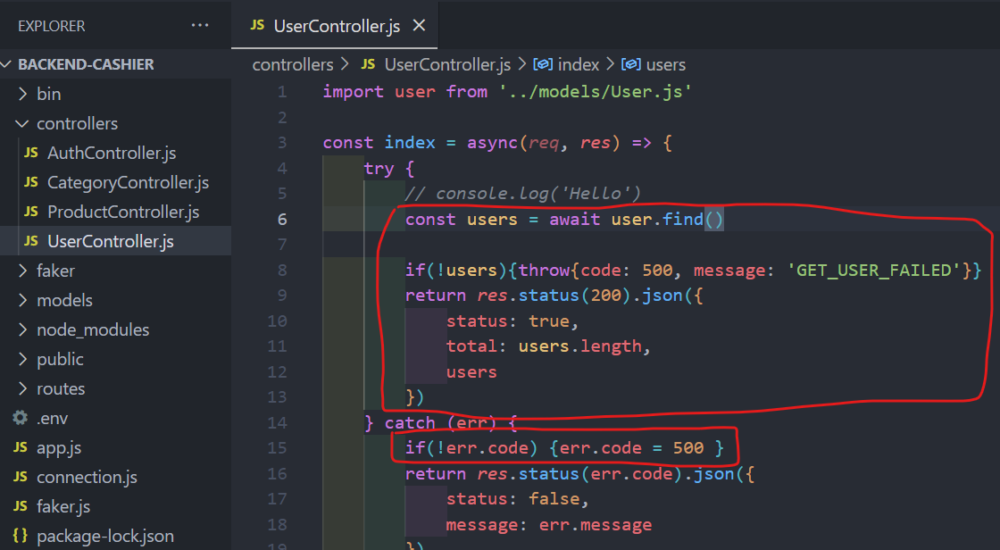 EXPLORER ...
BACKEND-CASHIER
bin
controllers
JS AuthController.js
JS CategoryController.js
JS ProductController.js
JS UserController.js
faker
models
node_modules
public
routes
.env
JS app.js
JS connection.js
JS faker.js
{} package-lock.json
JS UserController.js ×
controllers > JS UserController.js > index > users
1 import user from '../models/User.js'
2
3 const index = async(req, res) => {
4 try {
5 // console.log('Hello')
6 const users = await user.find()
7
8 if(!users){throw{code: 500, message: 'GET_USER_FAILED'}}
9 return res.status(200).json({
10 status: true,
11 total: users.length,
12 users
13 })
14 } catch (err) {
15 if(!err.code) {err.code = 500 }
16 return res.status(err.code).json({
17 status: false,
18 message: err.message
19 })